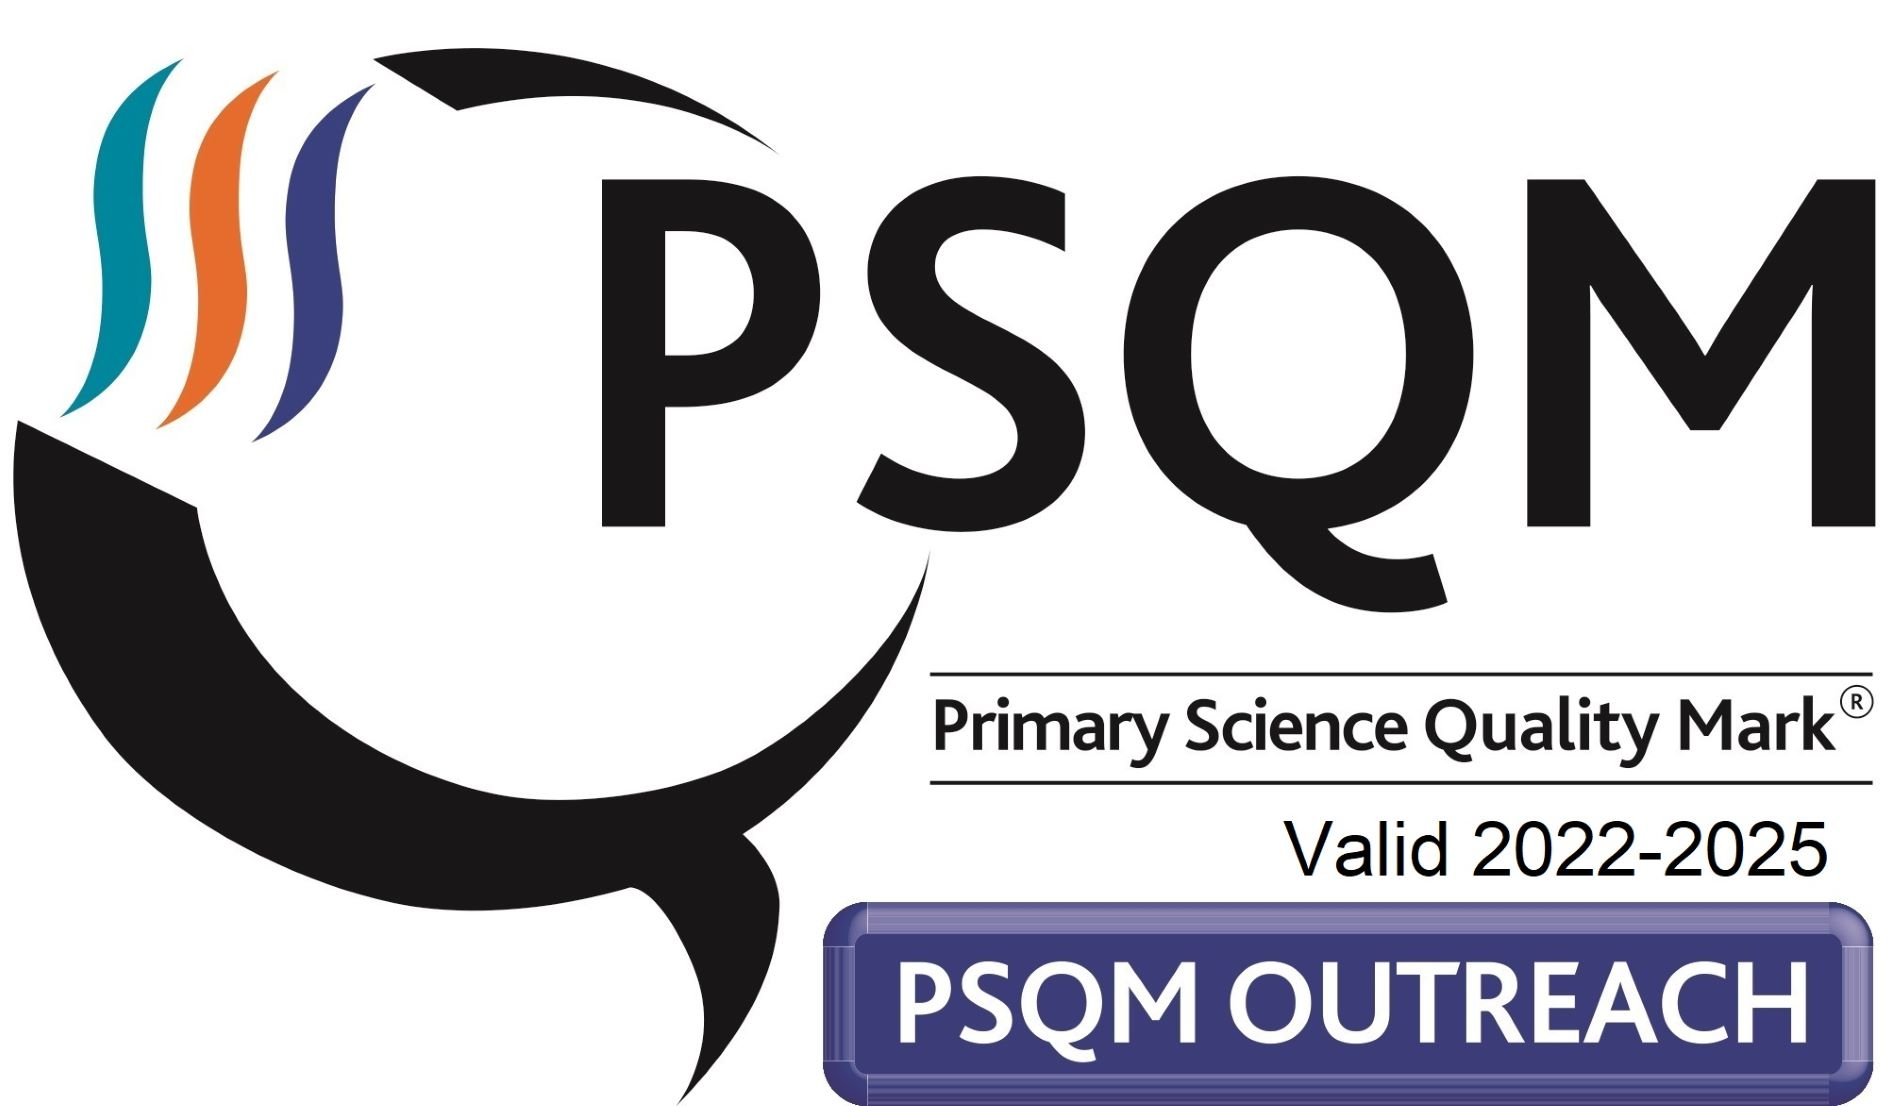 PSQM
Primary Science Quality Mark®
Valid 2022-2025
PSQM OUTREACH